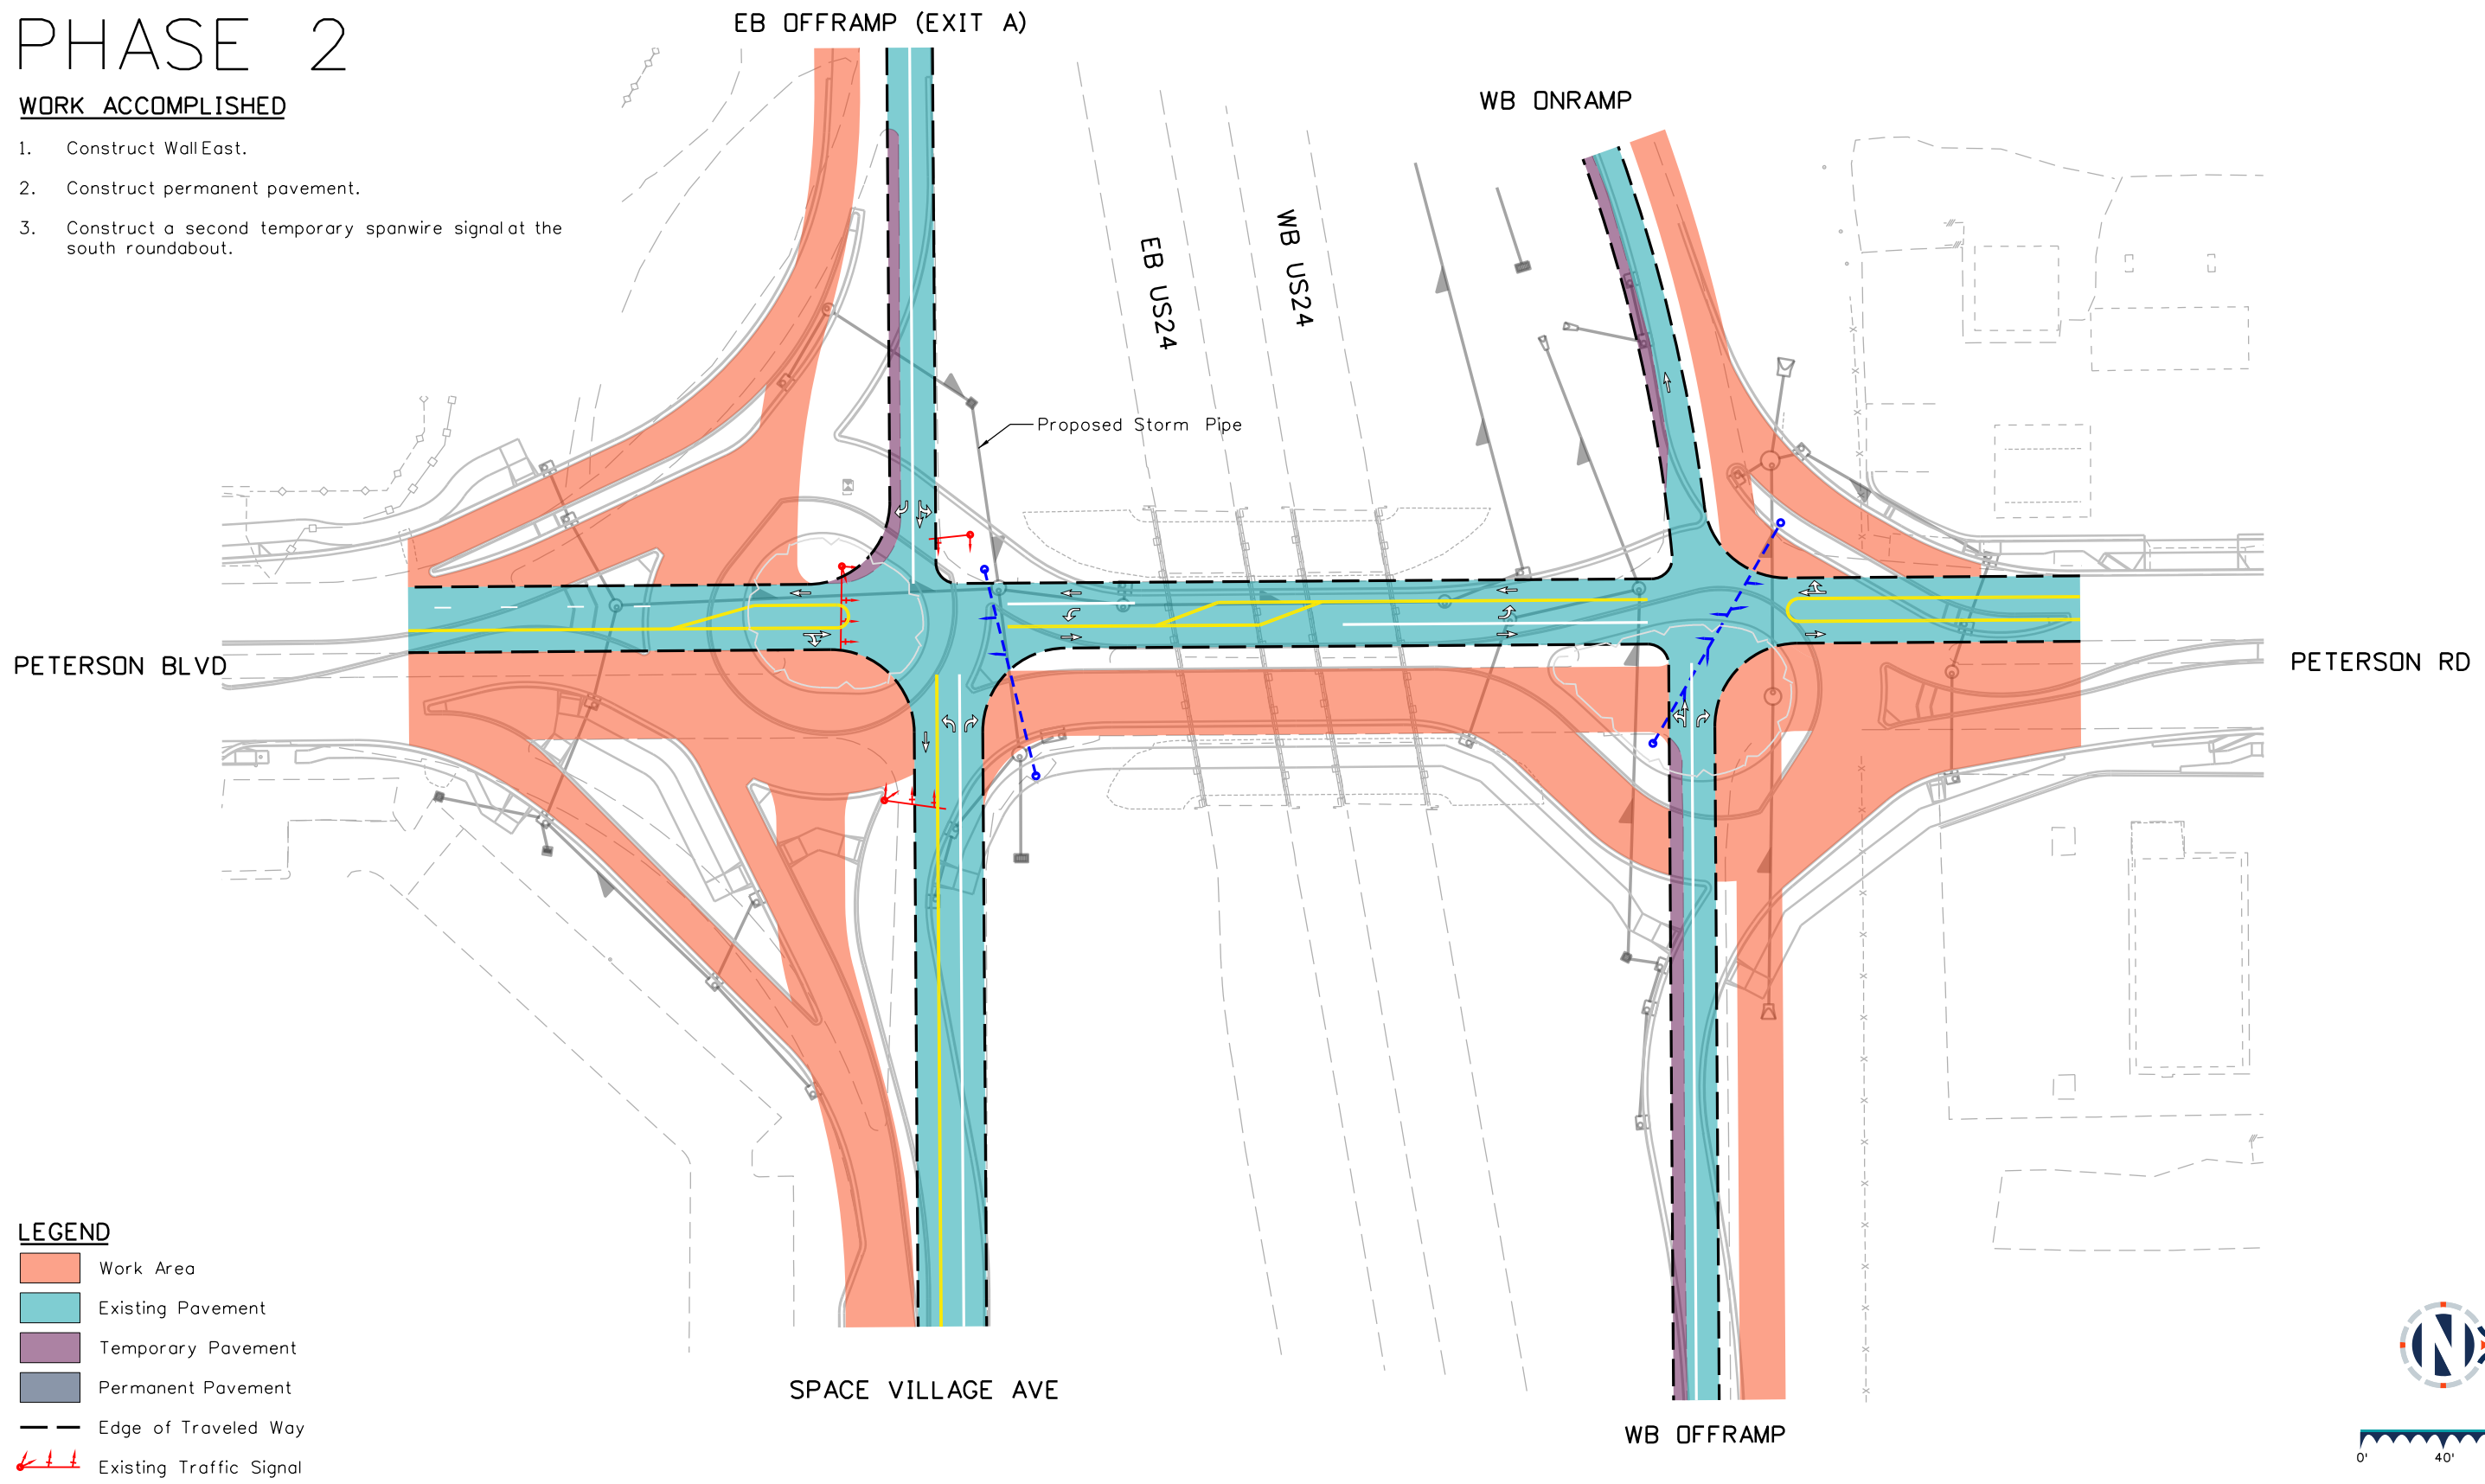 PHASE 2
EB OFFRAMP (EXIT A)
WORK ACCOMPLISHED
WB ONRAMP
1. Construct Wall East.
2. Construct permanent pavement.
3. Construct a second temporary spanwire signal at the
south roundabout.
EB US24
WB US24
Proposed Storm Pipe
PETERSON BLVD
PETERSON RD
LEGEND
Work Area
Existing Pavement
Temporary Pavement
Permanent Pavement
Edge of Traveled Way
Existing Traffic Signal
SPACE VILLAGE AVE
WB OFFRAMP
N
0' 40'